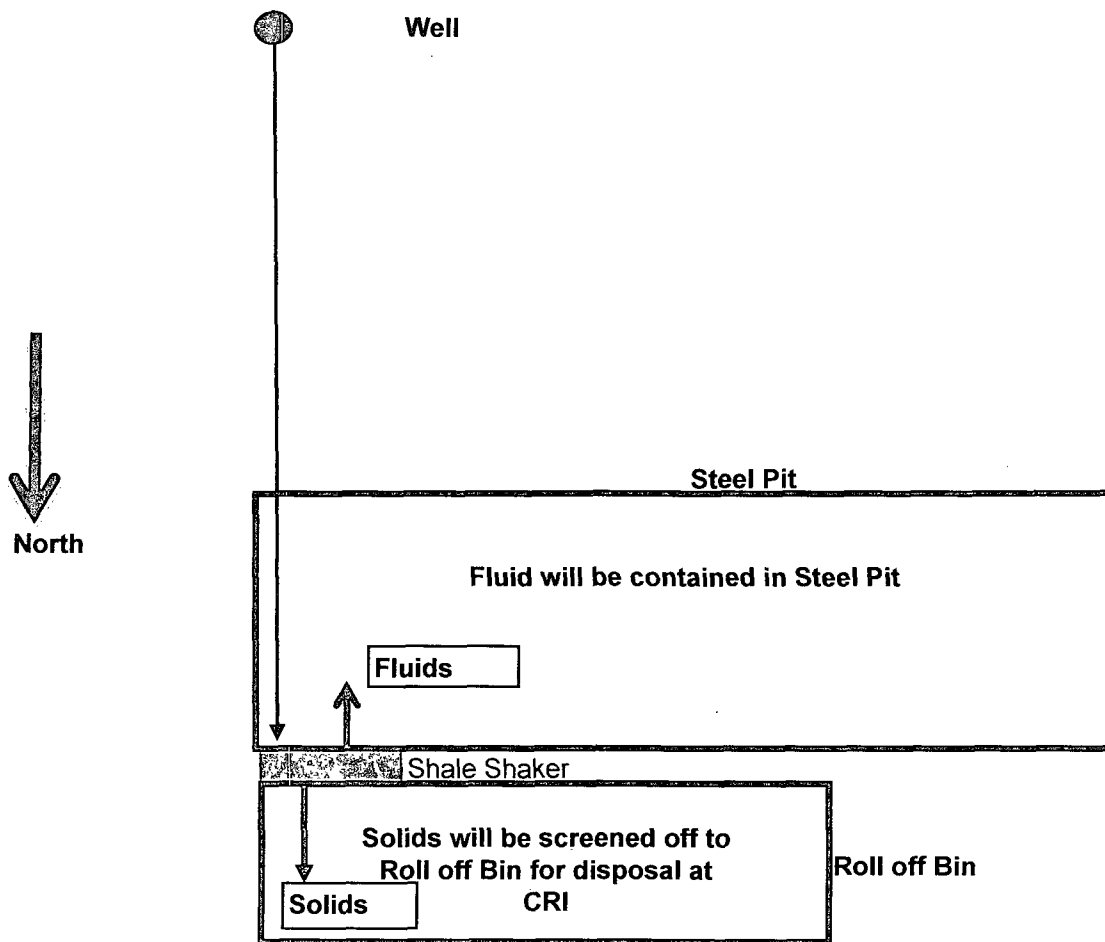 Well
Steel Pit
North
Fluid will be contained in Steel Pit
Fluids
Shale Shaker
Solids will be screened off to
Roll off Bin for disposal at
CRI
Roll off Bin
Solids